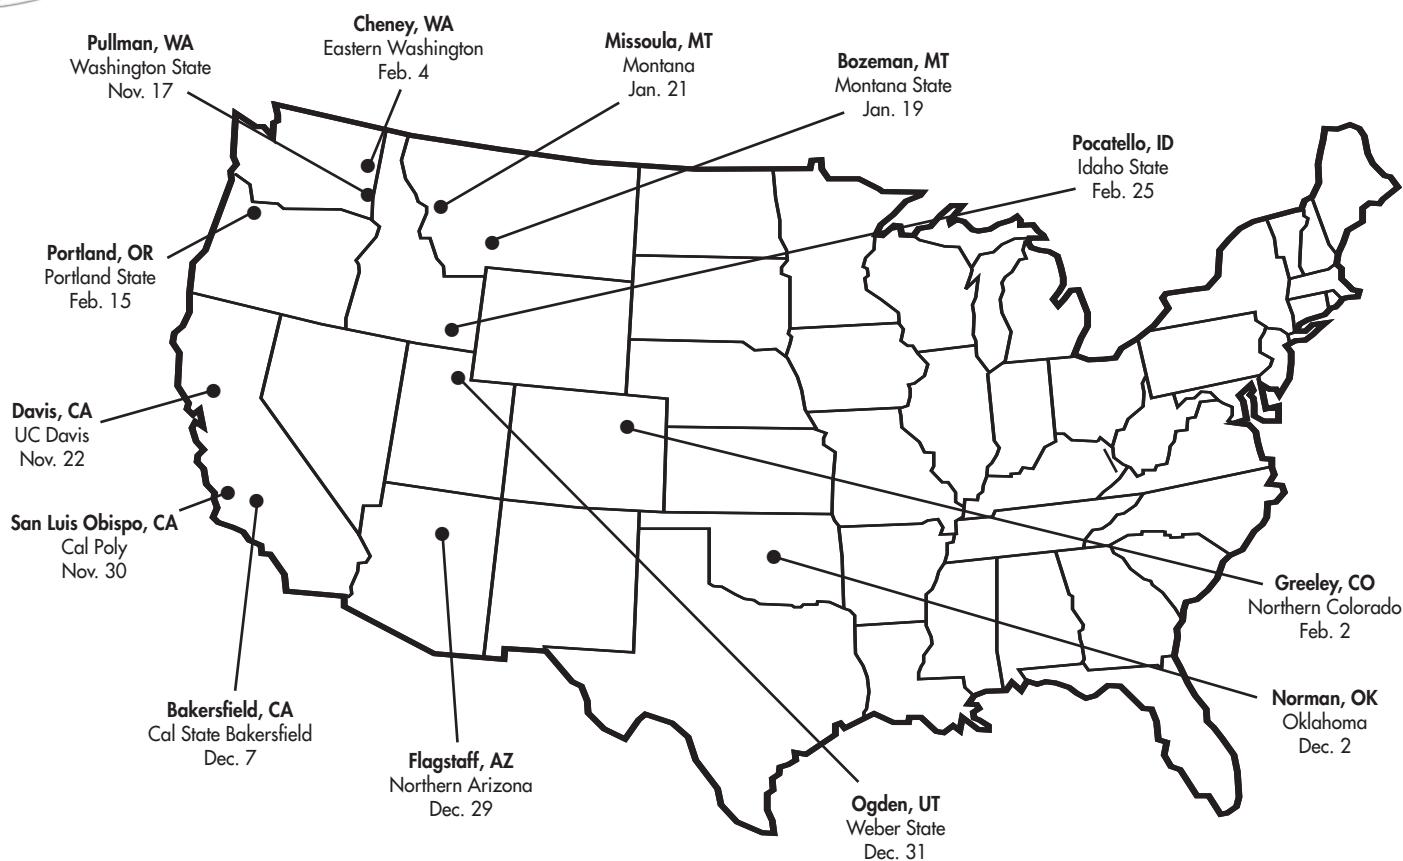 Cheney, WA
Eastern Washington
Feb. 4
Pullman, WA
Washington State
Nov. 17
Missoula, MT
Montana
Jan. 21
Bozeman, MT
Montana State
Jan. 19
Pocatello, ID
Idaho State
Feb. 25
Portland, OR
Portland State
Feb. 15
Davis, CA
UC Davis
Nov. 22
San Luis Obispo, CA
Cal Poly
Nov. 30
Bakersfield, CA
Cal State Bakersfield
Dec. 7
Flagstaff, AZ
Northern Arizona
Dec. 29
Ogden, UT
Weber State
Dec. 31
Greeley, CO
Northern Colorado
Feb. 2
Norman, OK
Oklahoma
Dec. 2